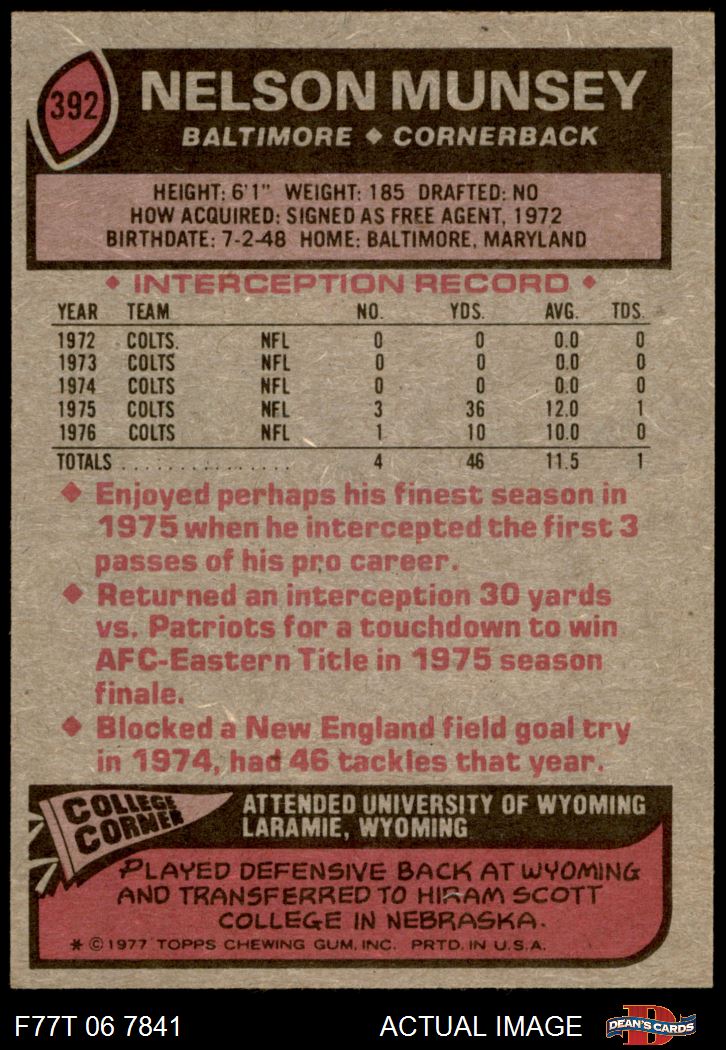 392
NELSON MUNSEY
BALTIMORE ◆ CORNERBACK
HEIGHT: 6'1" WEIGHT: 185 DRAFTED: NO
HOW ACQUIRED: SIGNED AS FREE AGENT, 1972
BIRTHDATE: 7-2-48 HOME: BALTIMORE, MARYLAND
◆ INTERCEPTION RECORD ◆
YEAR TEAM NO. YDS. AVG. TDS.
1972 COLTS. NFL 0 0 0.0 0
1973 COLTS NFL 0 0 0.0 0
1974 COLTS NFL 0 0 0.0 0
1975 COLTS NFL 3 36 12.0 1
1976 COLTS NFL 1 10 10.0 0
TOTALS . . . . . . . . . . . . . . . . 4 46 11.5 1
◆ Enjoyed perhaps his finest season in
1975 when he intercepted the first 3
passes of his pro career.
◆ Returned an interception 30 yards
vs. Patriots for a touchdown to win
AFC-Eastern Title in 1975 season
finale.
◆ Blocked a New England field goal try
in 1974, had 46 tackles that year.
COLLEGE
CORNER
ATTENDED UNIVERSITY OF WYOMING
LARAMIE, WYOMING
PLAYED DEFENSIVE BACK AT WYOMING
AND TRANSFERRED TO HIRAM SCOTT
COLLEGE IN NEBRASKA.
* © 1977 TOPPS CHEWING GUM, INC. PRTD. IN U.S.A.
F77T 06 7841 ACTUAL IMAGE
D
DEAN'S CARDS